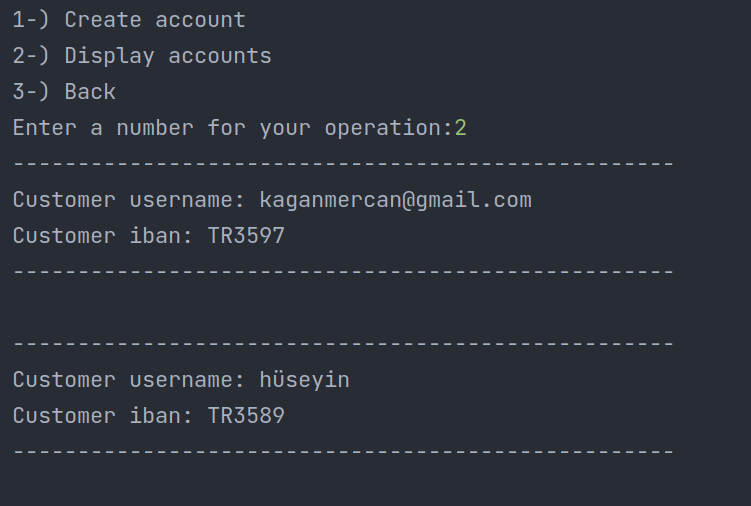 1-) Create account
2-) Display accounts
3-) Back
Enter a number for your operation:2
---------------------------------------------------
Customer username: kaganmercan@gmail.com
Customer iban: TR3597
---------------------------------------------------
---------------------------------------------------
Customer username: hüseyin
Customer iban: TR3589
---------------------------------------------------